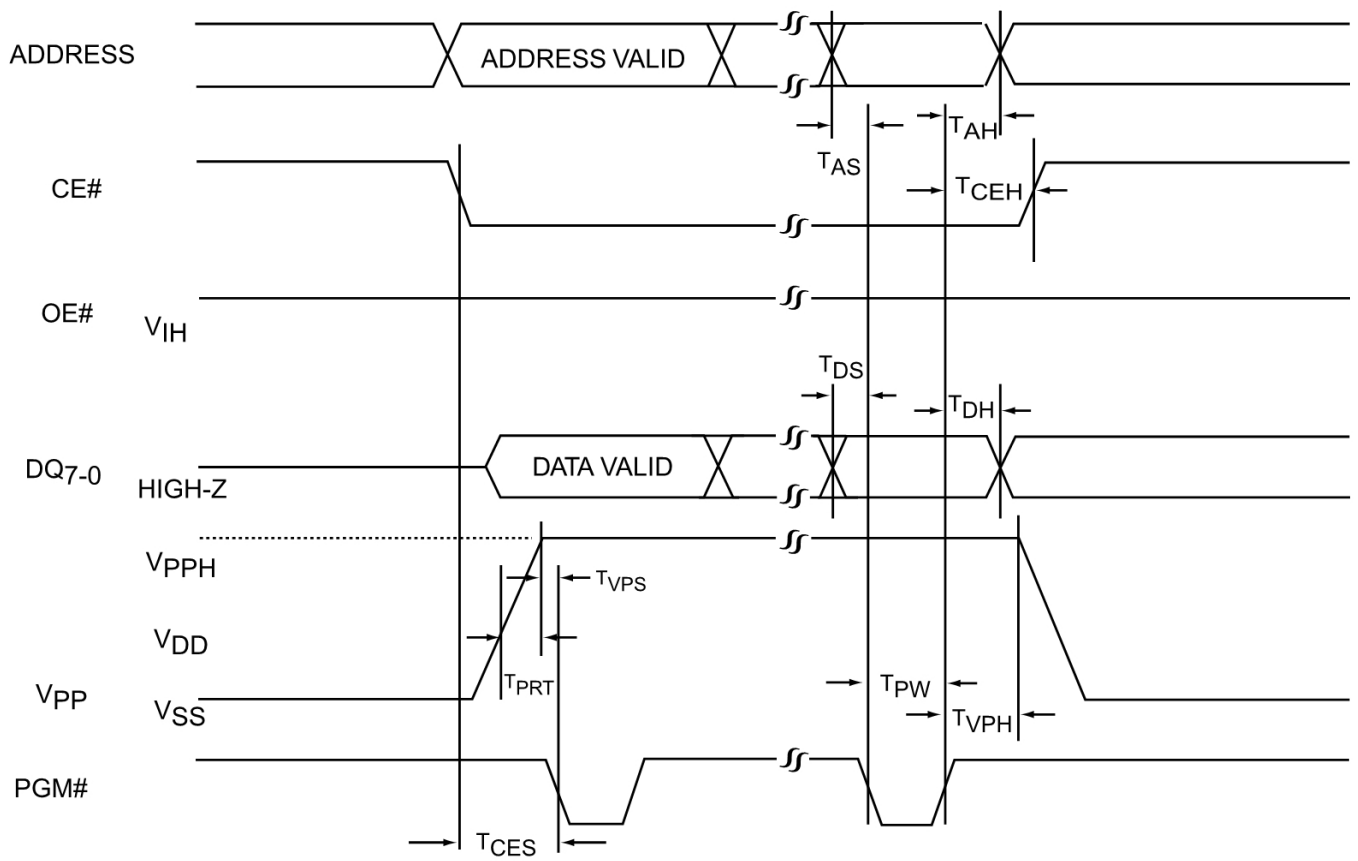 ADDRESS
ADDRESS VALID
TAH
TAS
CE#
TCEH
OE#
VIH
TDS
TDH
DQ7-0
DATA VALID
HIGH-Z
VPPH
TVPS
VDD
TPRT
TPW
VPP
VSS
TVPH
PGM#
TCES